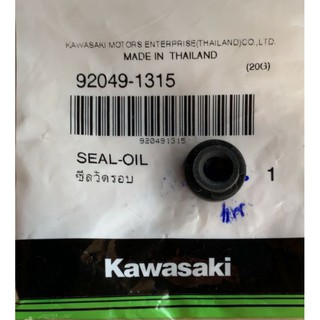 KAWASAKI MOTORS ENTERPRISE(THAILAND)CO.,LTD.
MADE IN THAILAND
(20G)
92049-1315
920491315
SEAL-OIL
ซีลวัดรอบ
1
Kawasaki